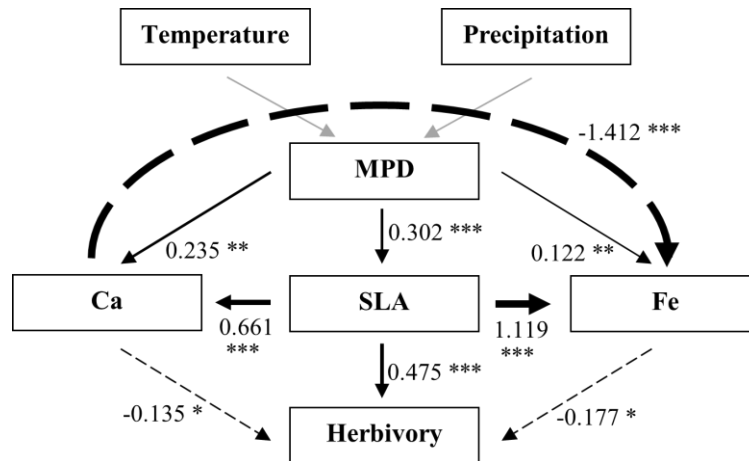 Temperature
Precipitation
-1.412 ***
MPD
0.235 **
0.302 ***
0.122 **
Ca
SLA
Fe
0.661
***
1.119
***
0.475 ***
-0.135 *
-0.177 *
Herbivory